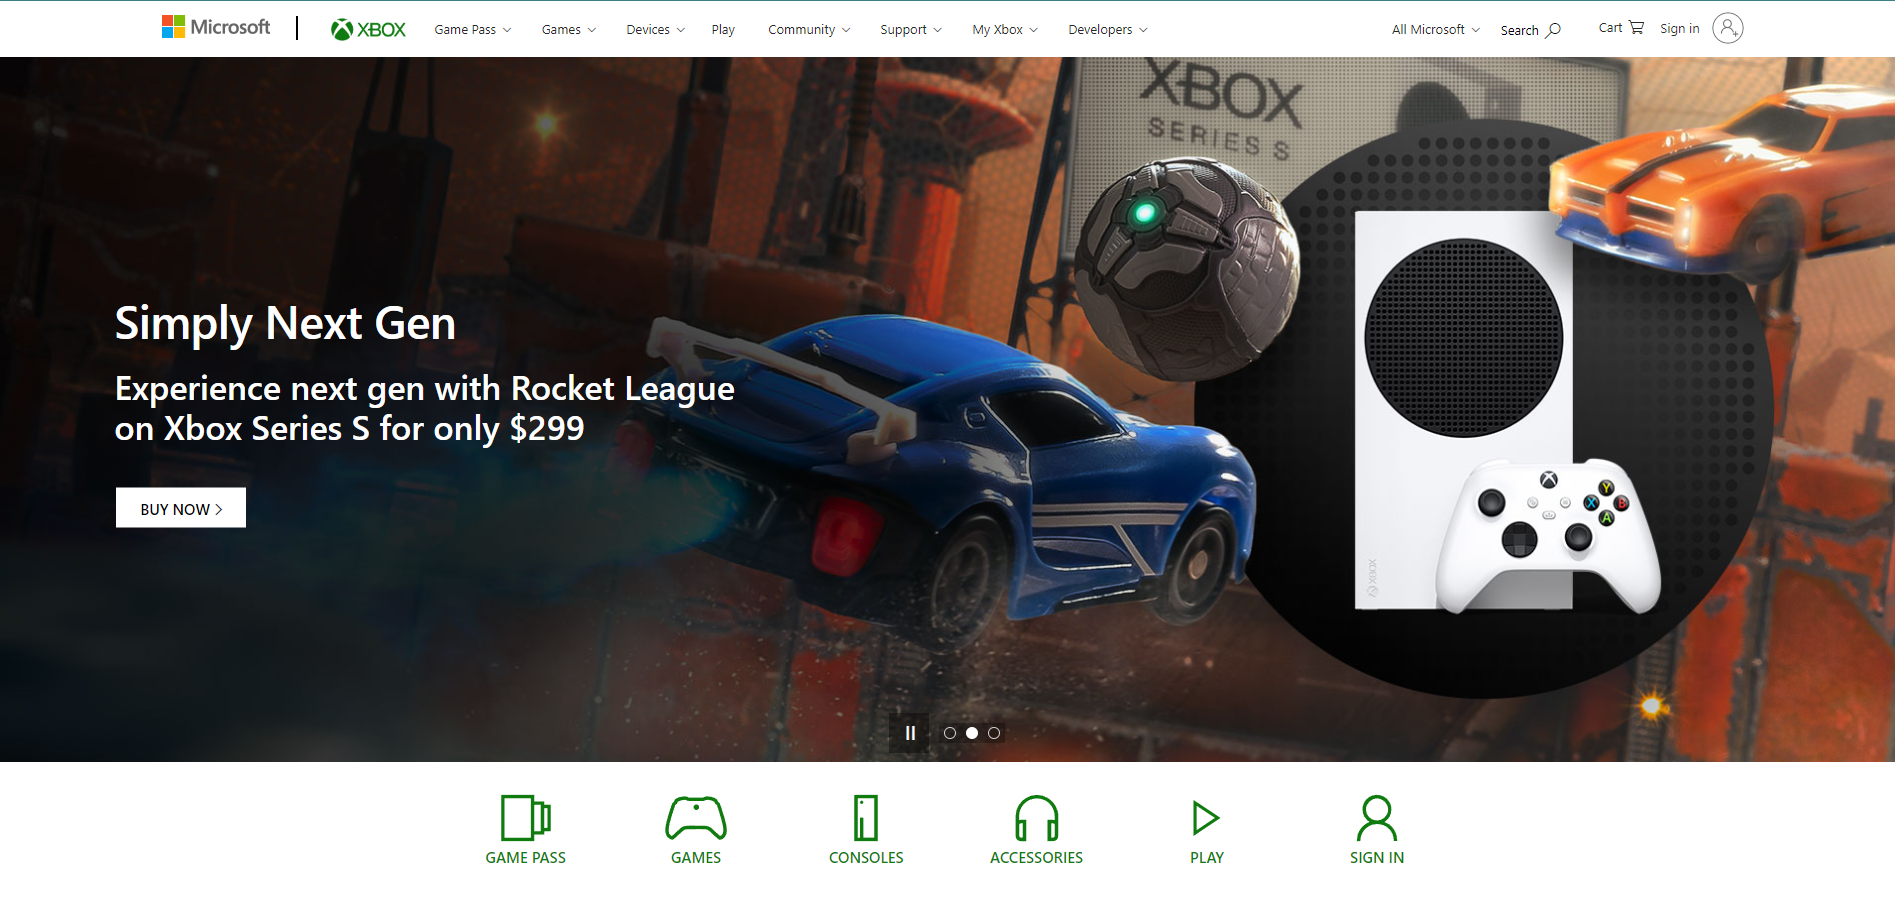 Microsoft
XBOX
Game Pass
Games
Devices
Play
Community
Support
My Xbox
Developers
All Microsoft
Search
Cart
Sign in
XBOX
SERIES S
Simply Next Gen
Experience next gen with Rocket League
on Xbox Series S for only $299
BUY NOW
Y
X
B
A
XBOX
GAME PASS
GAMES
CONSOLES
ACCESSORIES
PLAY
SIGN IN